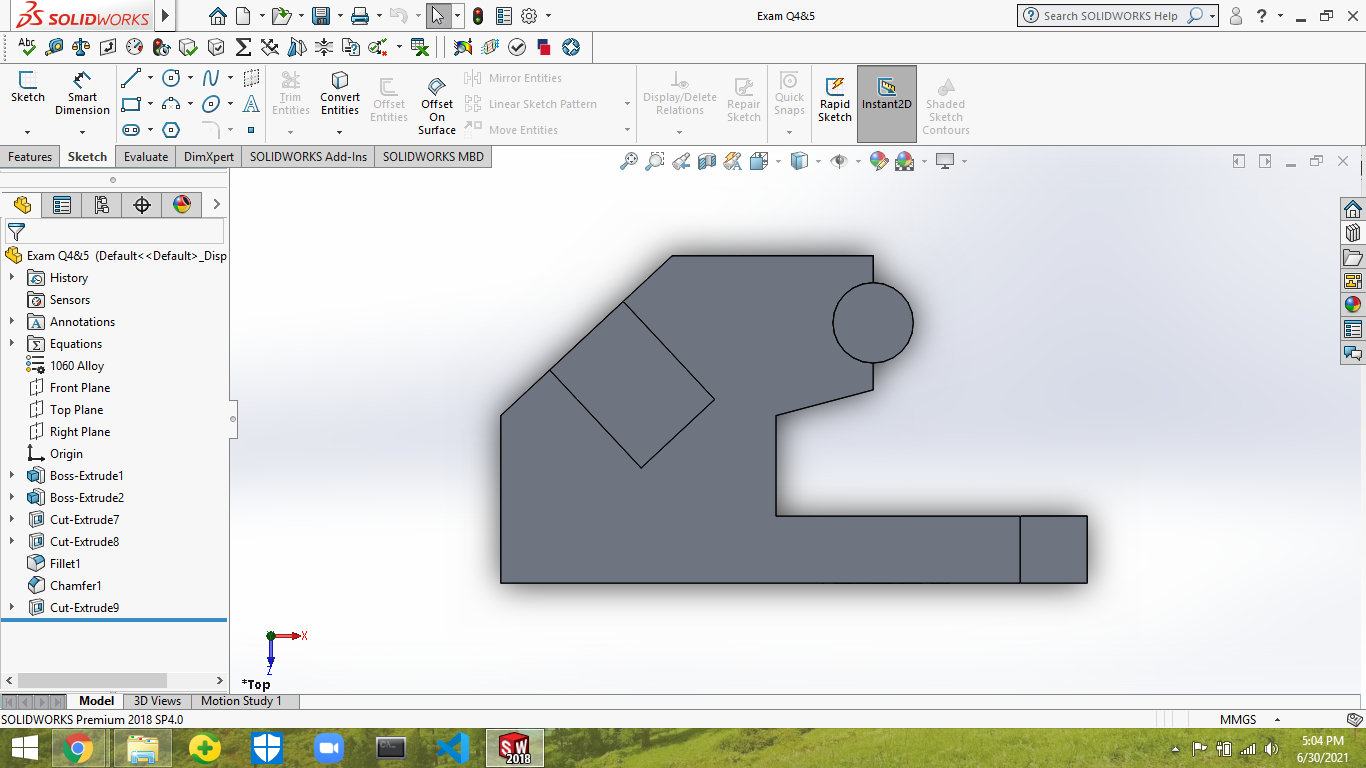 SOLIDWORKS
Exam Q4&5
Search SOLIDWORKS Help
Sketch
Smart Dimension
Trim Entities
Convert Entities
Offset Entities
Offset On Surface
Mirror Entities
Linear Sketch Pattern
Move Entities
Display/Delete Relations
Repair Sketch
Quick Snaps
Rapid Sketch
Instant2D
Shaded Sketch Contours
Features
Sketch
Evaluate
DimXpert
SOLIDWORKS Add-Ins
SOLIDWORKS MBD
Exam Q4&5 (Default<<Default>_Disp
History
Sensors
Annotations
Equations
1060 Alloy
Front Plane
Top Plane
Right Plane
Origin
Boss-Extrude1
Boss-Extrude2
Cut-Extrude7
Cut-Extrude8
Fillet1
Chamfer1
Cut-Extrude9
X
Z
*Top
Model
3D Views
Motion Study 1
SOLIDWORKS Premium 2018 SP4.0
MMGS
SW
2018
5:04 PM
6/30/2021